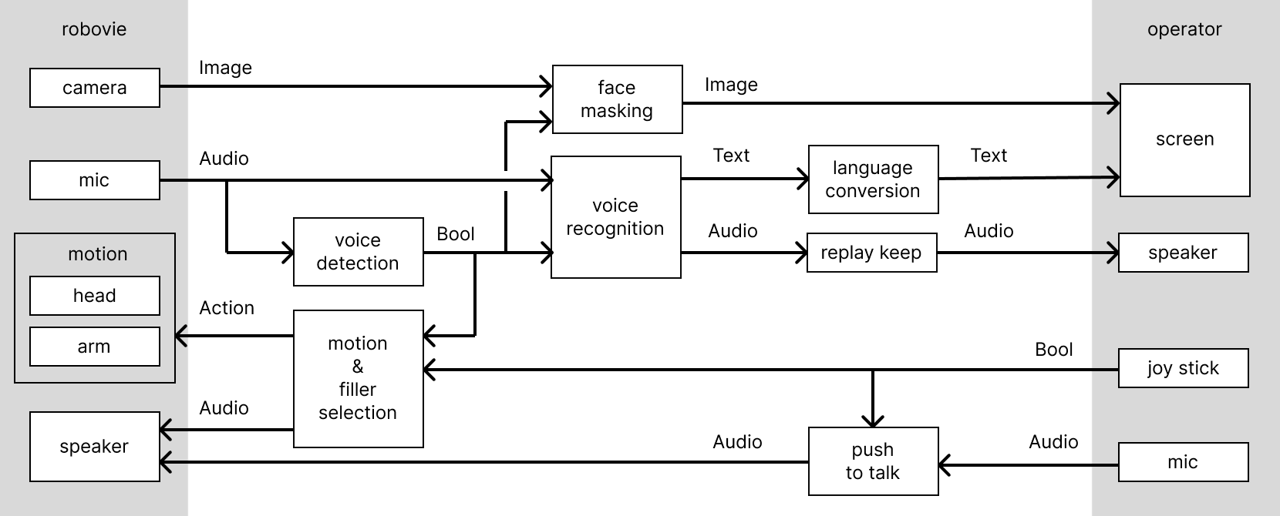 robovie
operator
camera
Image
face
masking
Image
screen
mic
Audio
voice
recognition
Text
language
conversion
Text
voice
detection
Bool
Audio
replay keep
Audio
speaker
motion
head
arm
Action
motion
&
filler
selection
Bool
joy stick
speaker
Audio
Audio
push
to talk
Audio
mic